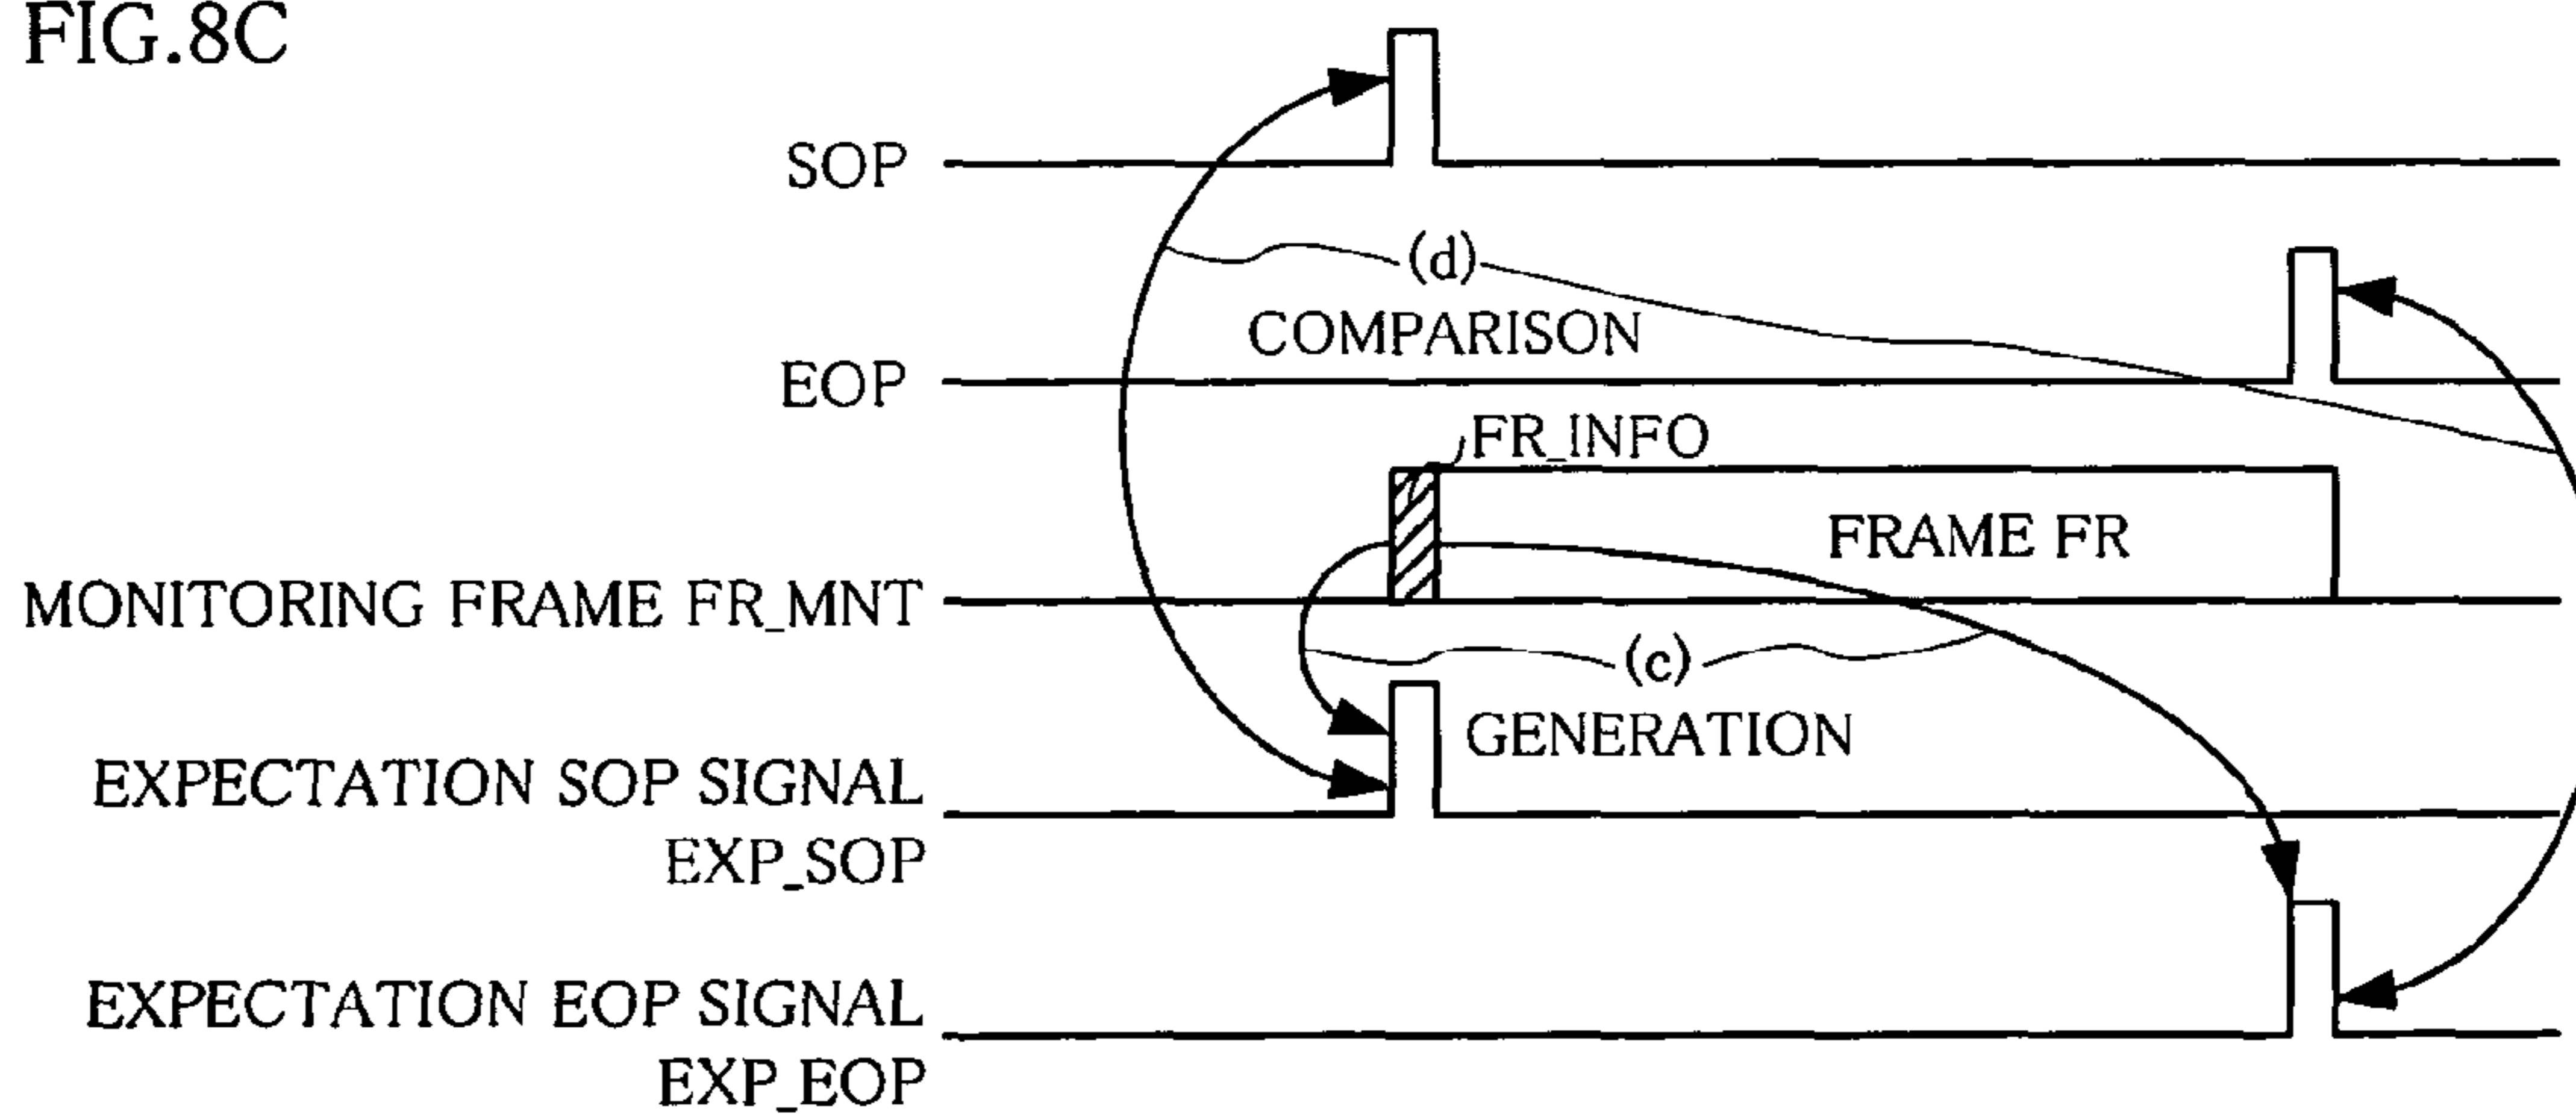 FIG.8C
SOP
(d)
COMPARISON
EOP
FR_INFO
FRAME FR
MONITORING FRAME FR_MNT
(c)
GENERATION
EXPECTATION SOP SIGNAL
EXP_SOP
EXPECTATION EOP SIGNAL
EXP_EOP